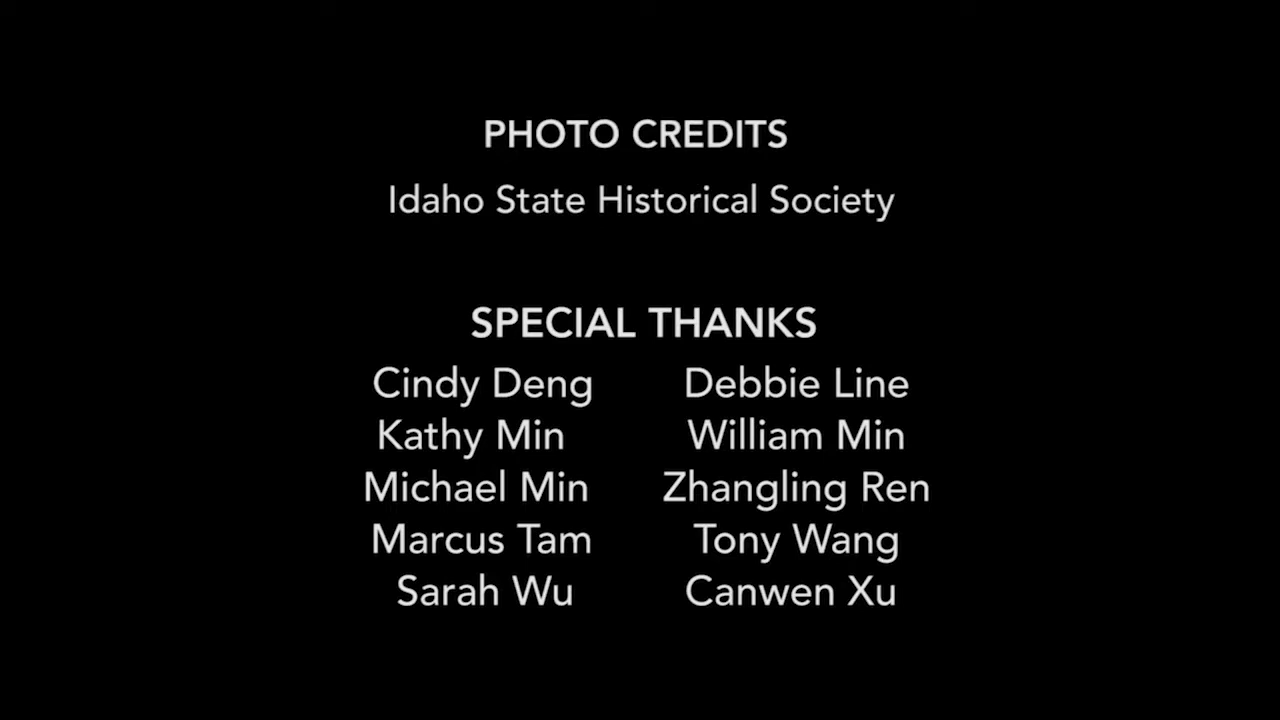 PHOTO CREDITS
Idaho State Historical Society
SPECIAL THANKS
Cindy Deng Debbie Line
Kathy Min William Min
Michael Min Zhangling Ren
Marcus Tam Tony Wang
Sarah Wu Canwen Xu